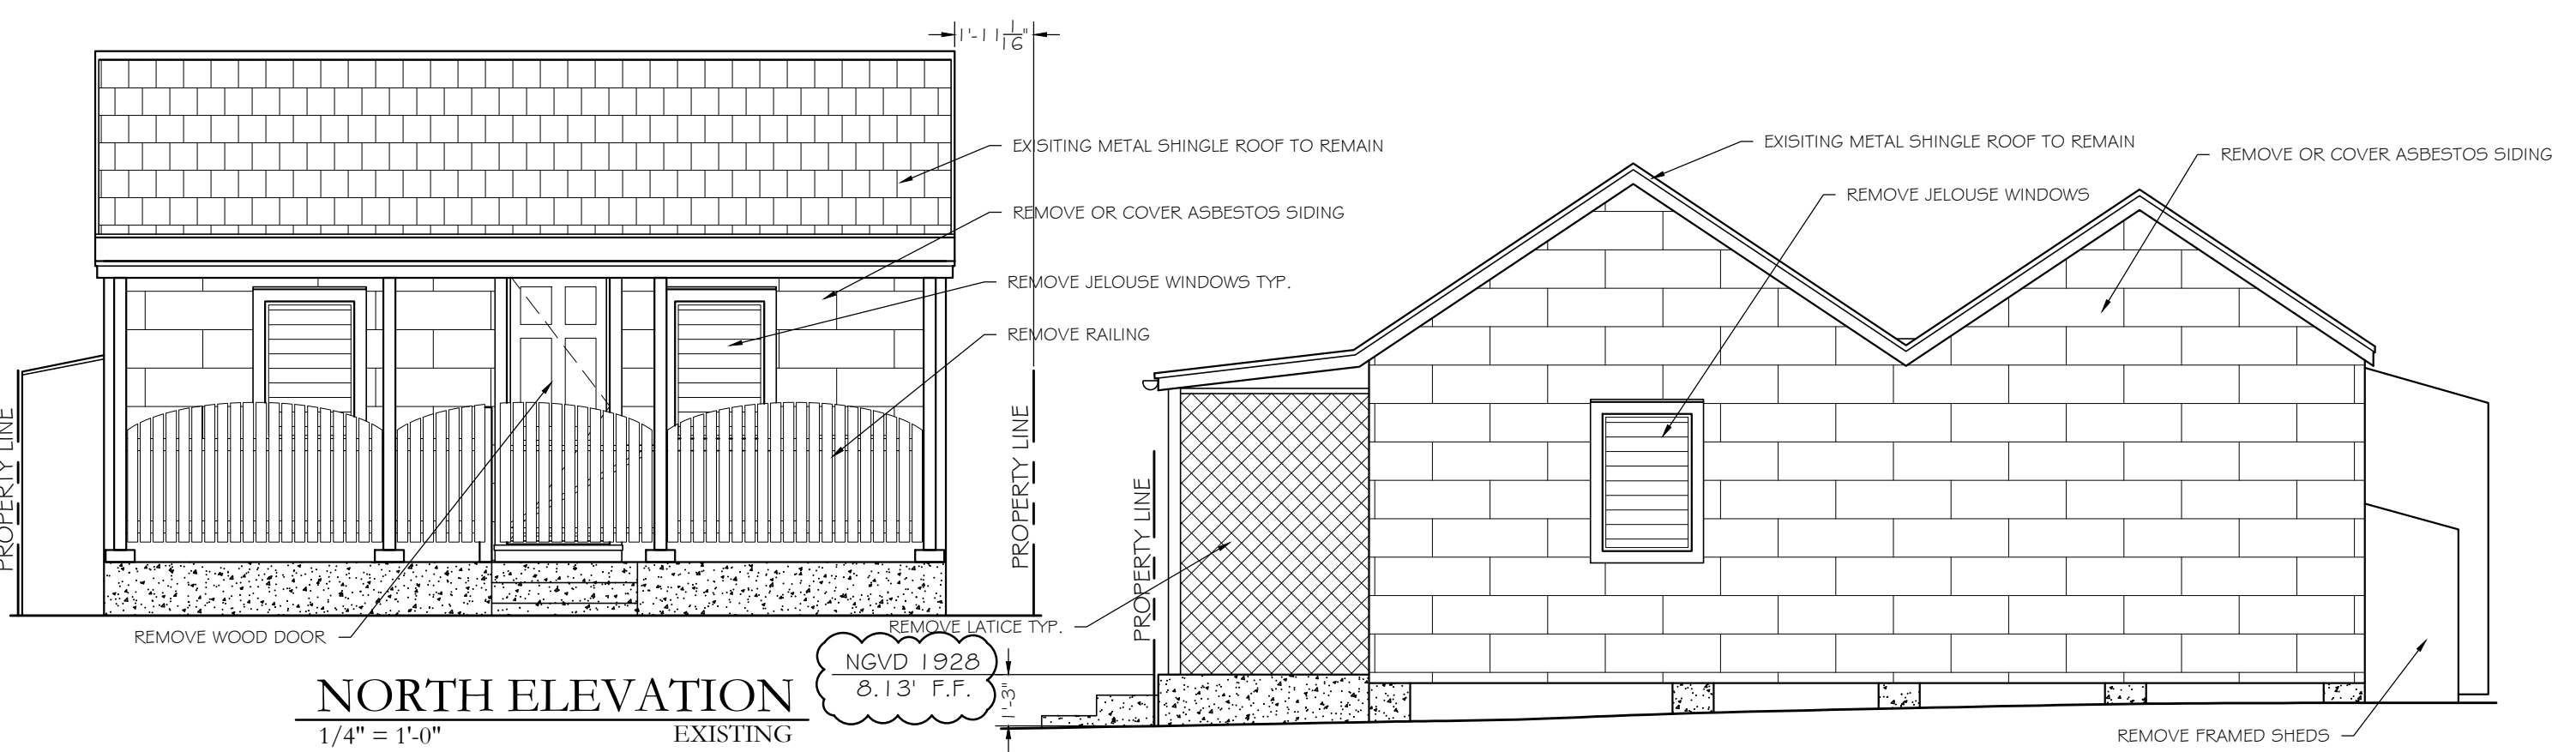 1'-11 1/16"
EXISITING METAL SHINGLE ROOF TO REMAIN
REMOVE OR COVER ASBESTOS SIDING
REMOVE JELOUSE WINDOWS TYP.
REMOVE RAILING
PROPERTY LINE
PROPERTY LINE
REMOVE WOOD DOOR
NORTH ELEVATION
1/4" = 1'-0" EXISTING
EXISITING METAL SHINGLE ROOF TO REMAIN
REMOVE OR COVER ASBESTOS SIDING
REMOVE JELOUSE WINDOWS
PROPERTY LINE
REMOVE LATICE TYP.
NGVD 1928
8.13' F.F.
1'-3"
REMOVE FRAMED SHEDS